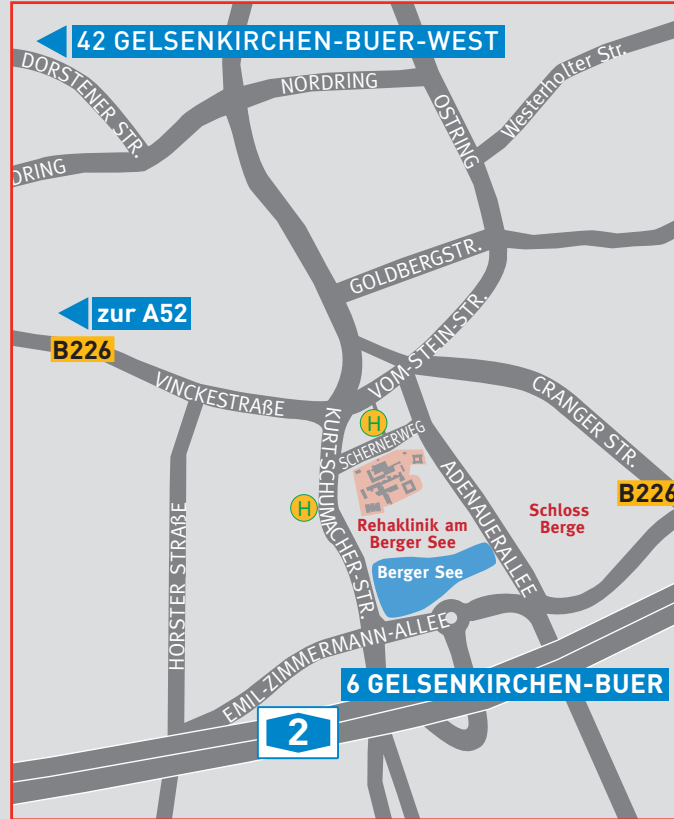 42 GELSENKIRCHEN-BUER-WEST
DORSTENER STR.
NORDRING
OSTRING
Westerholter Str.
DRING
GOLDBERGSTR.
zur A52
B226
VINCKESTRAßE
VOM-STEIN-STR.
CRANGER STR.
H
SCHERNERWEG
KURT-SCHUMACHER-STR.
ADENAUERALLEE
B226
H
Schloss
Berge
Rehaklinik am
Berger See
Berger See
HORSTER STRAßE
EMIL-ZIMMERMANN-ALLEE
6 GELSENKIRCHEN-BUER
2